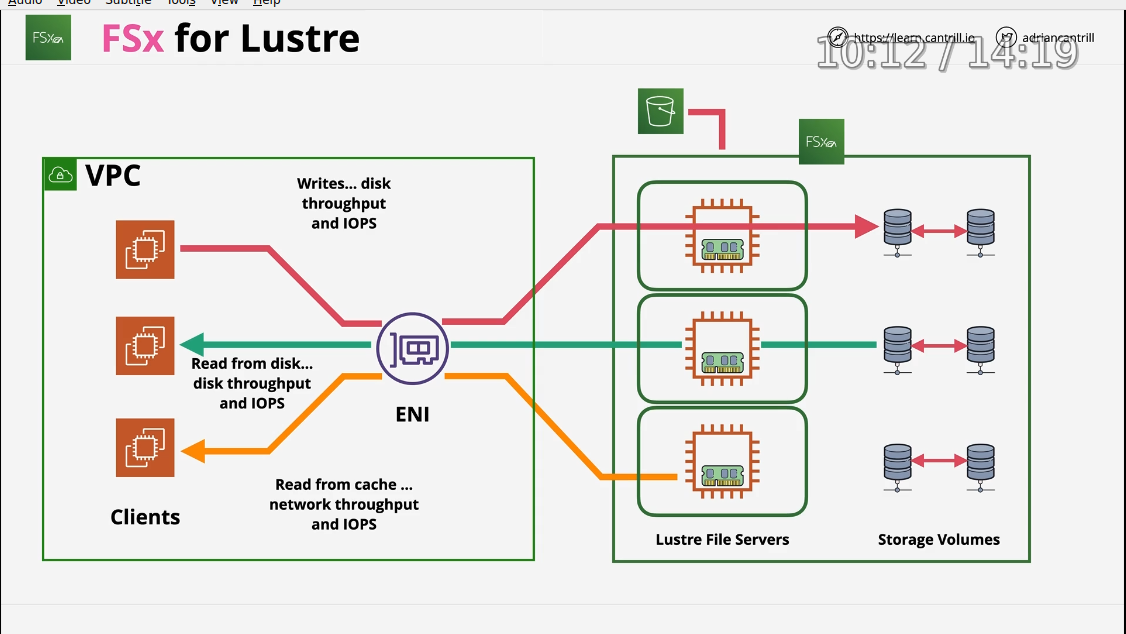 Audio Video Subtitle Tools View Help
FSx
FSx for Lustre
https://learn.cantrill.io
adriancantrill
10:12 / 14:19
FSx
VPC
Writes... disk
throughput
and IOPS
Read from disk...
disk throughput
and IOPS
ENI
Read from cache ...
network throughput
and IOPS
Clients
Lustre File Servers
Storage Volumes